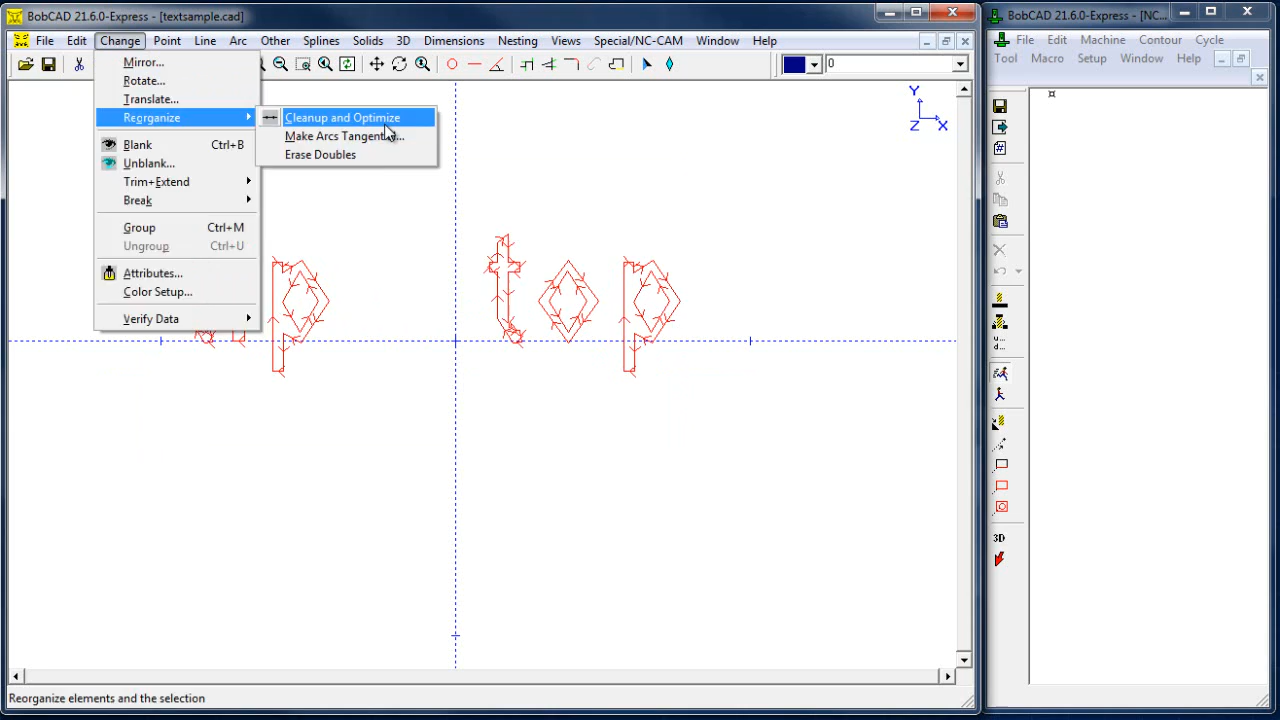 BobCAD 21.6.0-Express - [textsample.cad]
File Edit Change Point Line Arc Other Splines Solids 3D Dimensions Nesting Views Special/NC-CAM Window Help
0
Mirror...
Rotate...
Translate...
Reorganize
Cleanup and Optimize
Make Arcs Tangent...
Erase Doubles
Blank Ctrl+B
Unblank...
Trim+Extend
Break
Group Ctrl+M
Ungroup Ctrl+U
Attributes...
Color Setup...
Verify Data
Y
Z X
top
Reorganize elements and the selection
BobCAD 21.6.0-Express - [NC...
File Edit Machine Contour Cycle
Tool Macro Setup Window Help
3D